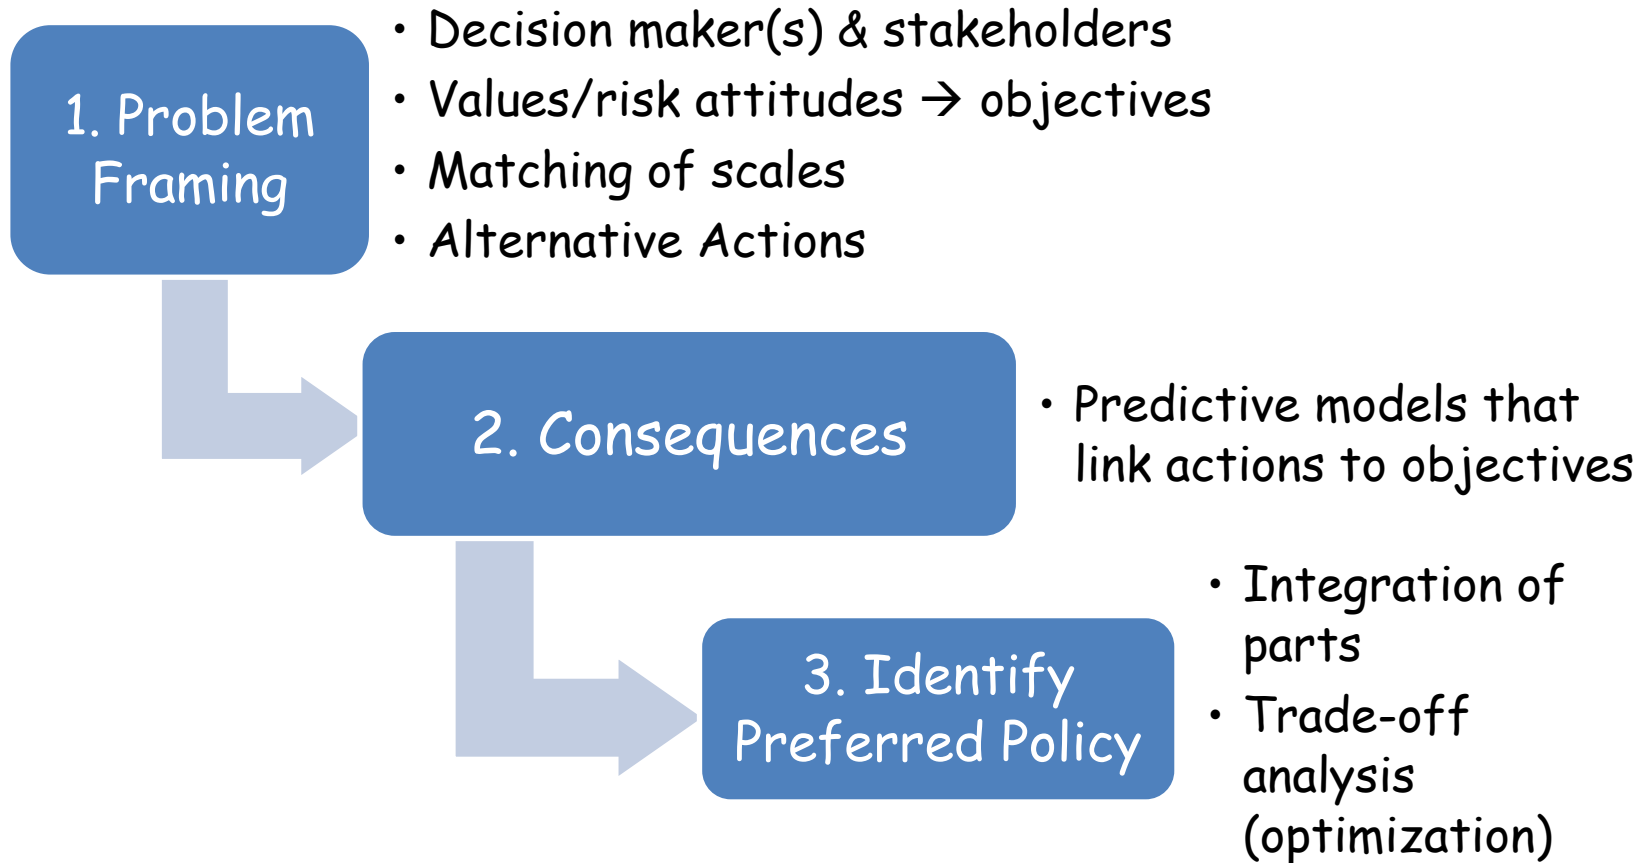 1. Problem
Framing
• Decision maker(s) & stakeholders
• Values/risk attitudes → objectives
• Matching of scales
• Alternative Actions
2. Consequences
• Predictive models that
link actions to objectives
3. Identify
Preferred Policy
• Integration of
parts
• Trade-off
analysis
(optimization)